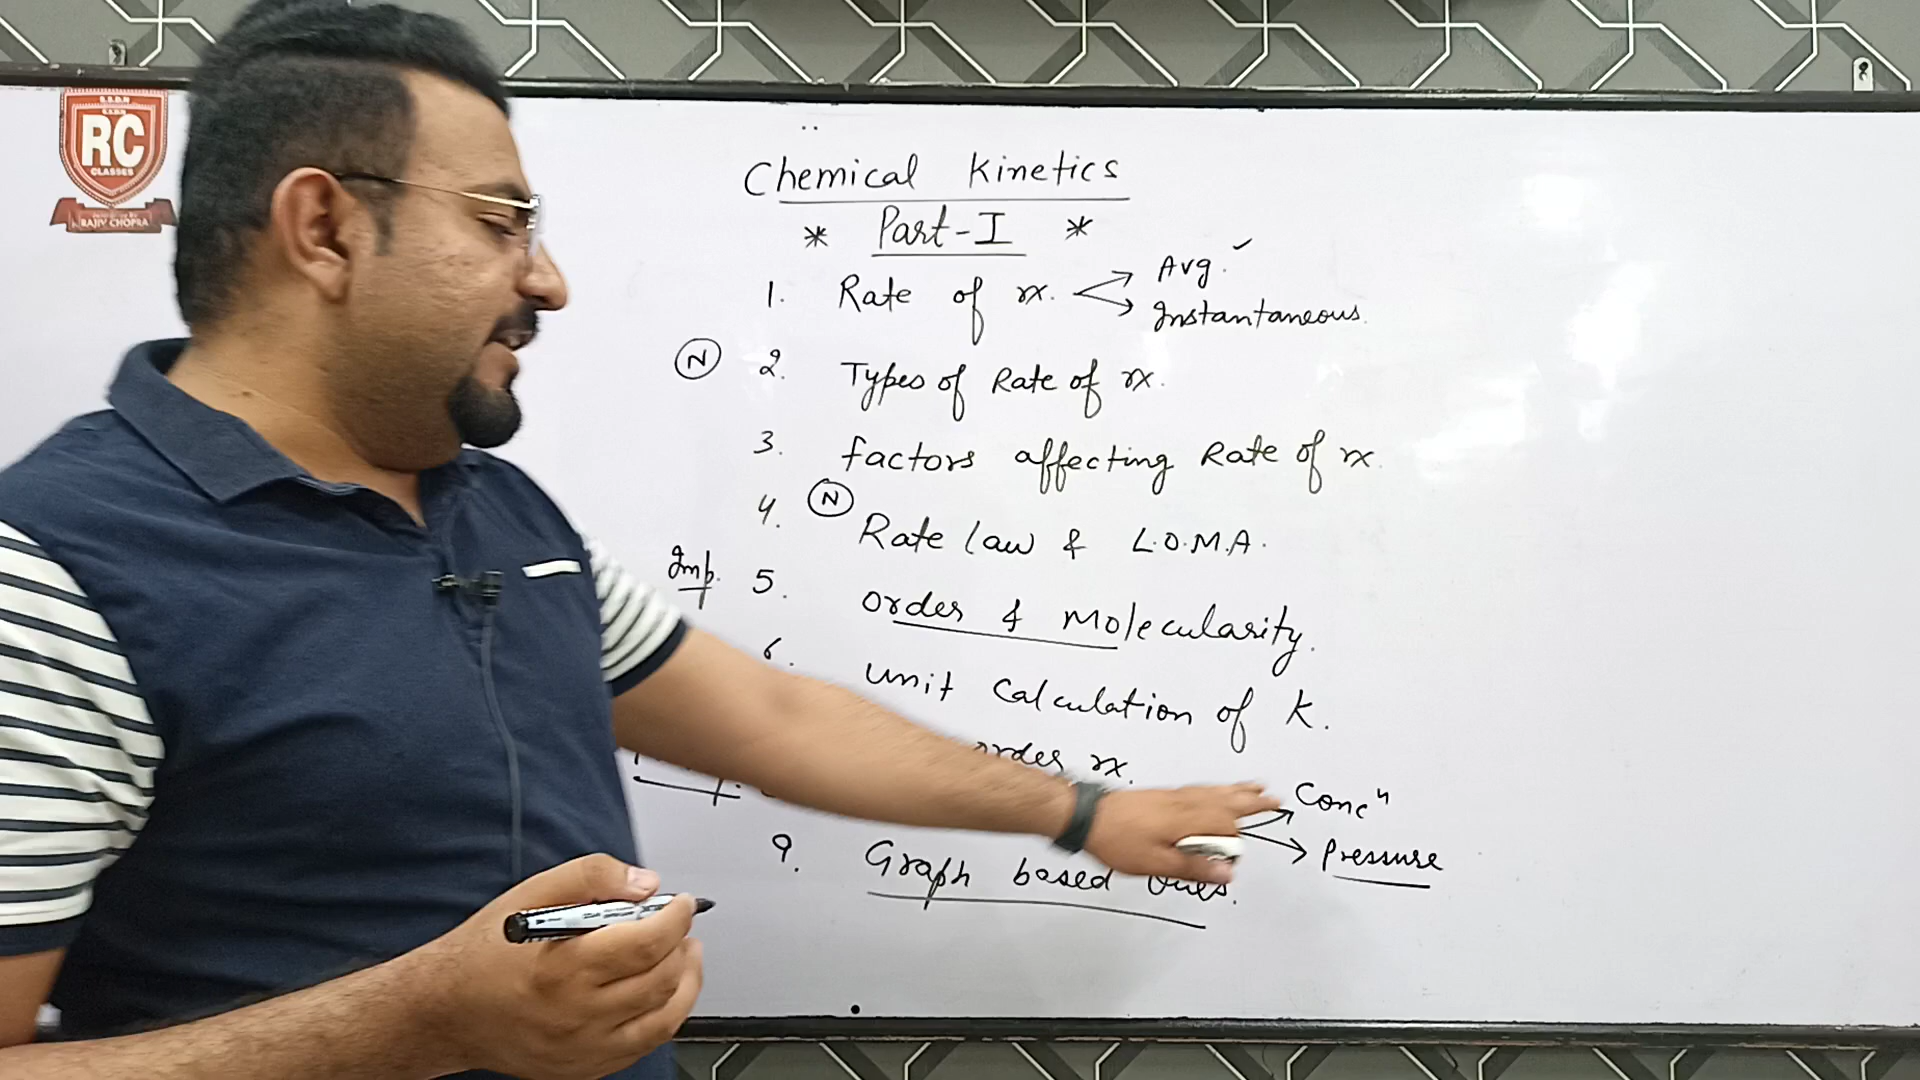 S.S.D.N
RC
CLASSES
RAJIV CHOPRA
Chemical Kinetics
* Part-I *
1. Rate of rx. Avg. ✓
Instantaneous.
(N) 2. Types of Rate of rx.
3. factors affecting Rate of rx.
4. (N) Rate law & L.O.M.A.
Imp. 5. Order & Molecularity.
6. Unit Calculation of K.
order rx.
Concⁿ
Pressure
9. Graph based Ques.